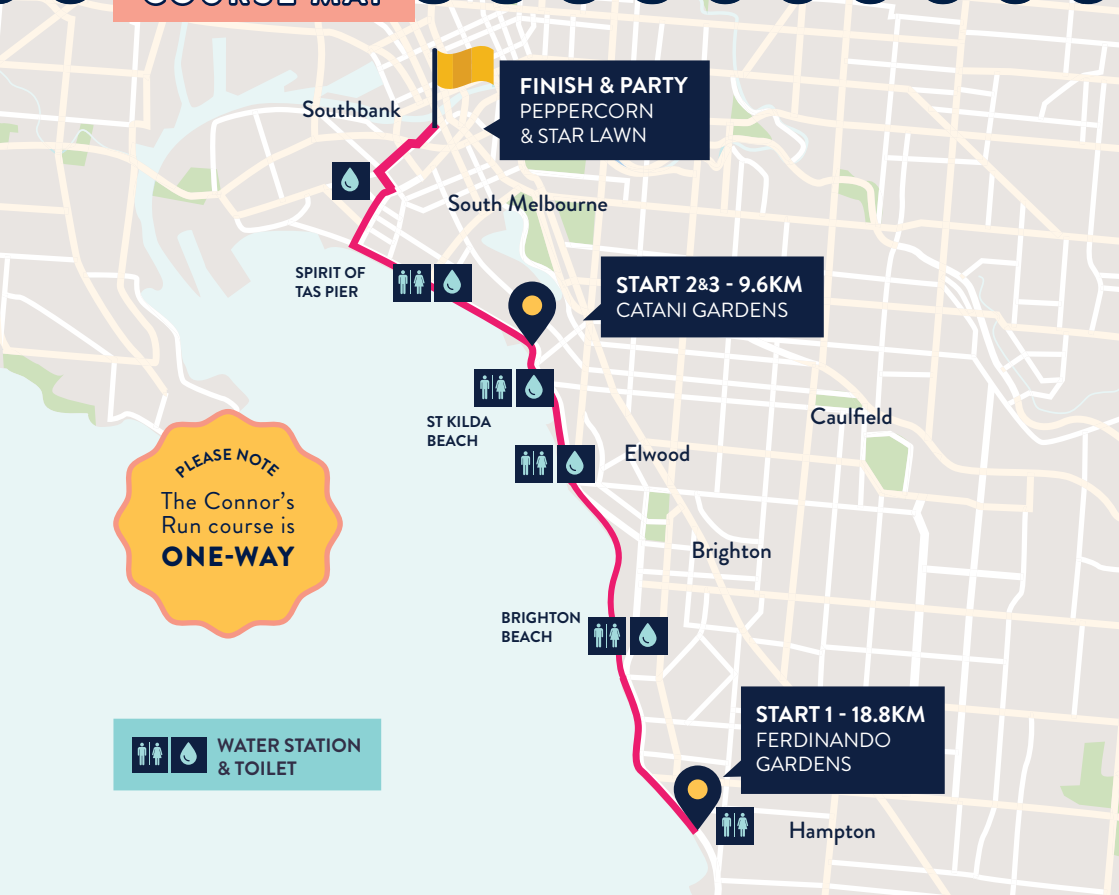 COURSE MAP
FINISH & PARTY
PEPPERCORN
& STAR LAWN
Southbank
South Melbourne
SPIRIT OF
TAS PIER
START 2&3 - 9.6KM
CATANI GARDENS
ST KILDA
BEACH
Caulfield
Elwood
PLEASE NOTE
The Connor's
Run course is
ONE-WAY
Brighton
BRIGHTON
BEACH
START 1 - 18.8KM
FERDINANDO
GARDENS
WATER STATION
& TOILET
Hampton